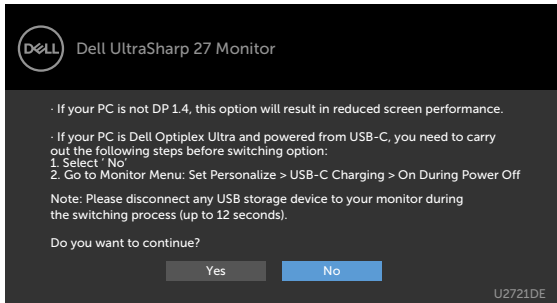 DELL
Dell UltraSharp 27 Monitor
· If your PC is not DP 1.4, this option will result in reduced screen performance.
· If your PC is Dell Optiplex Ultra and powered from USB-C, you need to carry
out the following steps before switching option:
1. Select ‘ No’
2. Go to Monitor Menu: Set Personalize > USB-C Charging > On During Power Off
Note: Please disconnect any USB storage device to your monitor during
the switching process (up to 12 seconds).
Do you want to continue?
Yes No
U2721DE